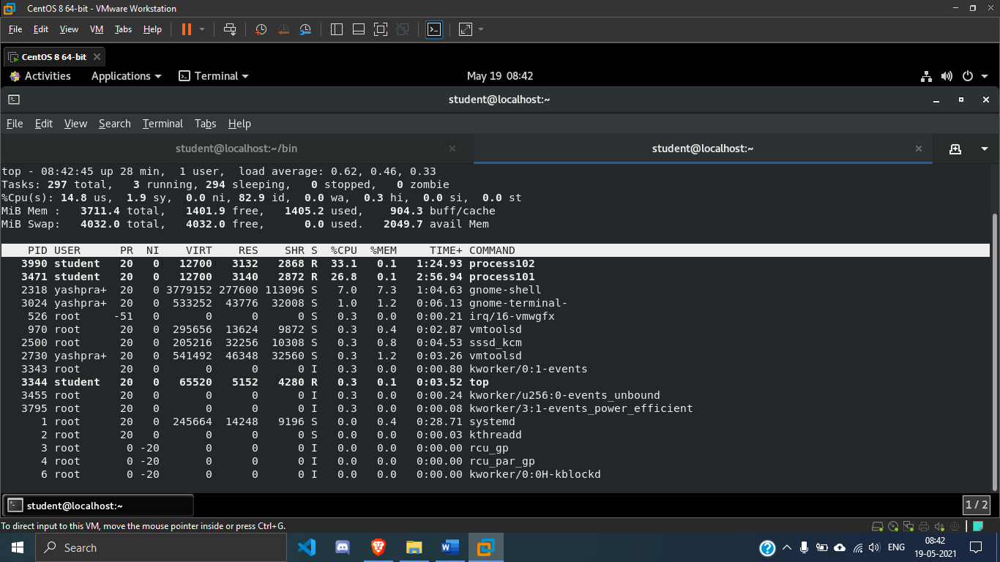 CentOS 8 64-bit - VMware Workstation
File Edit View VM Tabs Help
CentOS 8 64-bit
Activities Applications Terminal May 19 08:42
student@localhost:~
File Edit View Search Terminal Tabs Help
student@localhost:~/bin student@localhost:~
top - 08:42:45 up 28 min, 1 user, load average: 0.62, 0.46, 0.33
Tasks: 297 total, 3 running, 294 sleeping, 0 stopped, 0 zombie
%Cpu(s): 14.8 us, 1.9 sy, 0.0 ni, 82.9 id, 0.0 wa, 0.3 hi, 0.0 si, 0.0 st
MiB Mem : 3711.4 total, 1401.9 free, 1405.2 used, 904.3 buff/cache
MiB Swap: 4032.0 total, 4032.0 free, 0.0 used. 2049.7 avail Mem
PID USER PR NI VIRT RES SHR S %CPU %MEM TIME+ COMMAND
3990 student 20 0 12700 3132 2868 R 33.1 0.1 1:24.93 process102
3471 student 20 0 12700 3140 2872 R 26.8 0.1 2:56.94 process101
2318 yashpra+ 20 0 3779152 277600 113096 S 7.0 7.3 1:04.63 gnome-shell
3024 yashpra+ 20 0 533252 43776 32008 S 1.0 1.2 0:06.13 gnome-terminal-
526 root -51 0 0 0 0 S 0.3 0.0 0:00.21 irq/16-vmwgfx
970 root 20 0 295656 13624 9872 S 0.3 0.4 0:02.87 vmtoolsd
2500 root 20 0 205216 32256 10308 S 0.3 0.8 0:04.53 sssd_kcm
2730 yashpra+ 20 0 541492 46348 32560 S 0.3 1.2 0:03.26 vmtoolsd
3343 root 20 0 0 0 0 I 0.3 0.0 0:00.80 kworker/0:1-events
3344 student 20 0 65520 5152 4280 R 0.3 0.1 0:03.52 top
3455 root 20 0 0 0 0 I 0.3 0.0 0:00.24 kworker/u256:0-events_unbound
3795 root 20 0 0 0 0 I 0.3 0.0 0:00.08 kworker/3:1-events_power_efficient
1 root 20 0 245664 14248 9196 S 0.0 0.4 0:28.71 systemd
2 root 20 0 0 0 0 S 0.0 0.0 0:00.03 kthreadd
3 root 0 -20 0 0 0 I 0.0 0.0 0:00.00 rcu_gp
4 root 0 -20 0 0 0 I 0.0 0.0 0:00.00 rcu_par_gp
6 root 0 -20 0 0 0 I 0.0 0.0 0:00.00 kworker/0:0H-kblockd
student@localhost:~ 1 / 2
To direct input to this VM, move the mouse pointer inside or press Ctrl+G.
Search ENG 08:42
19-05-2021